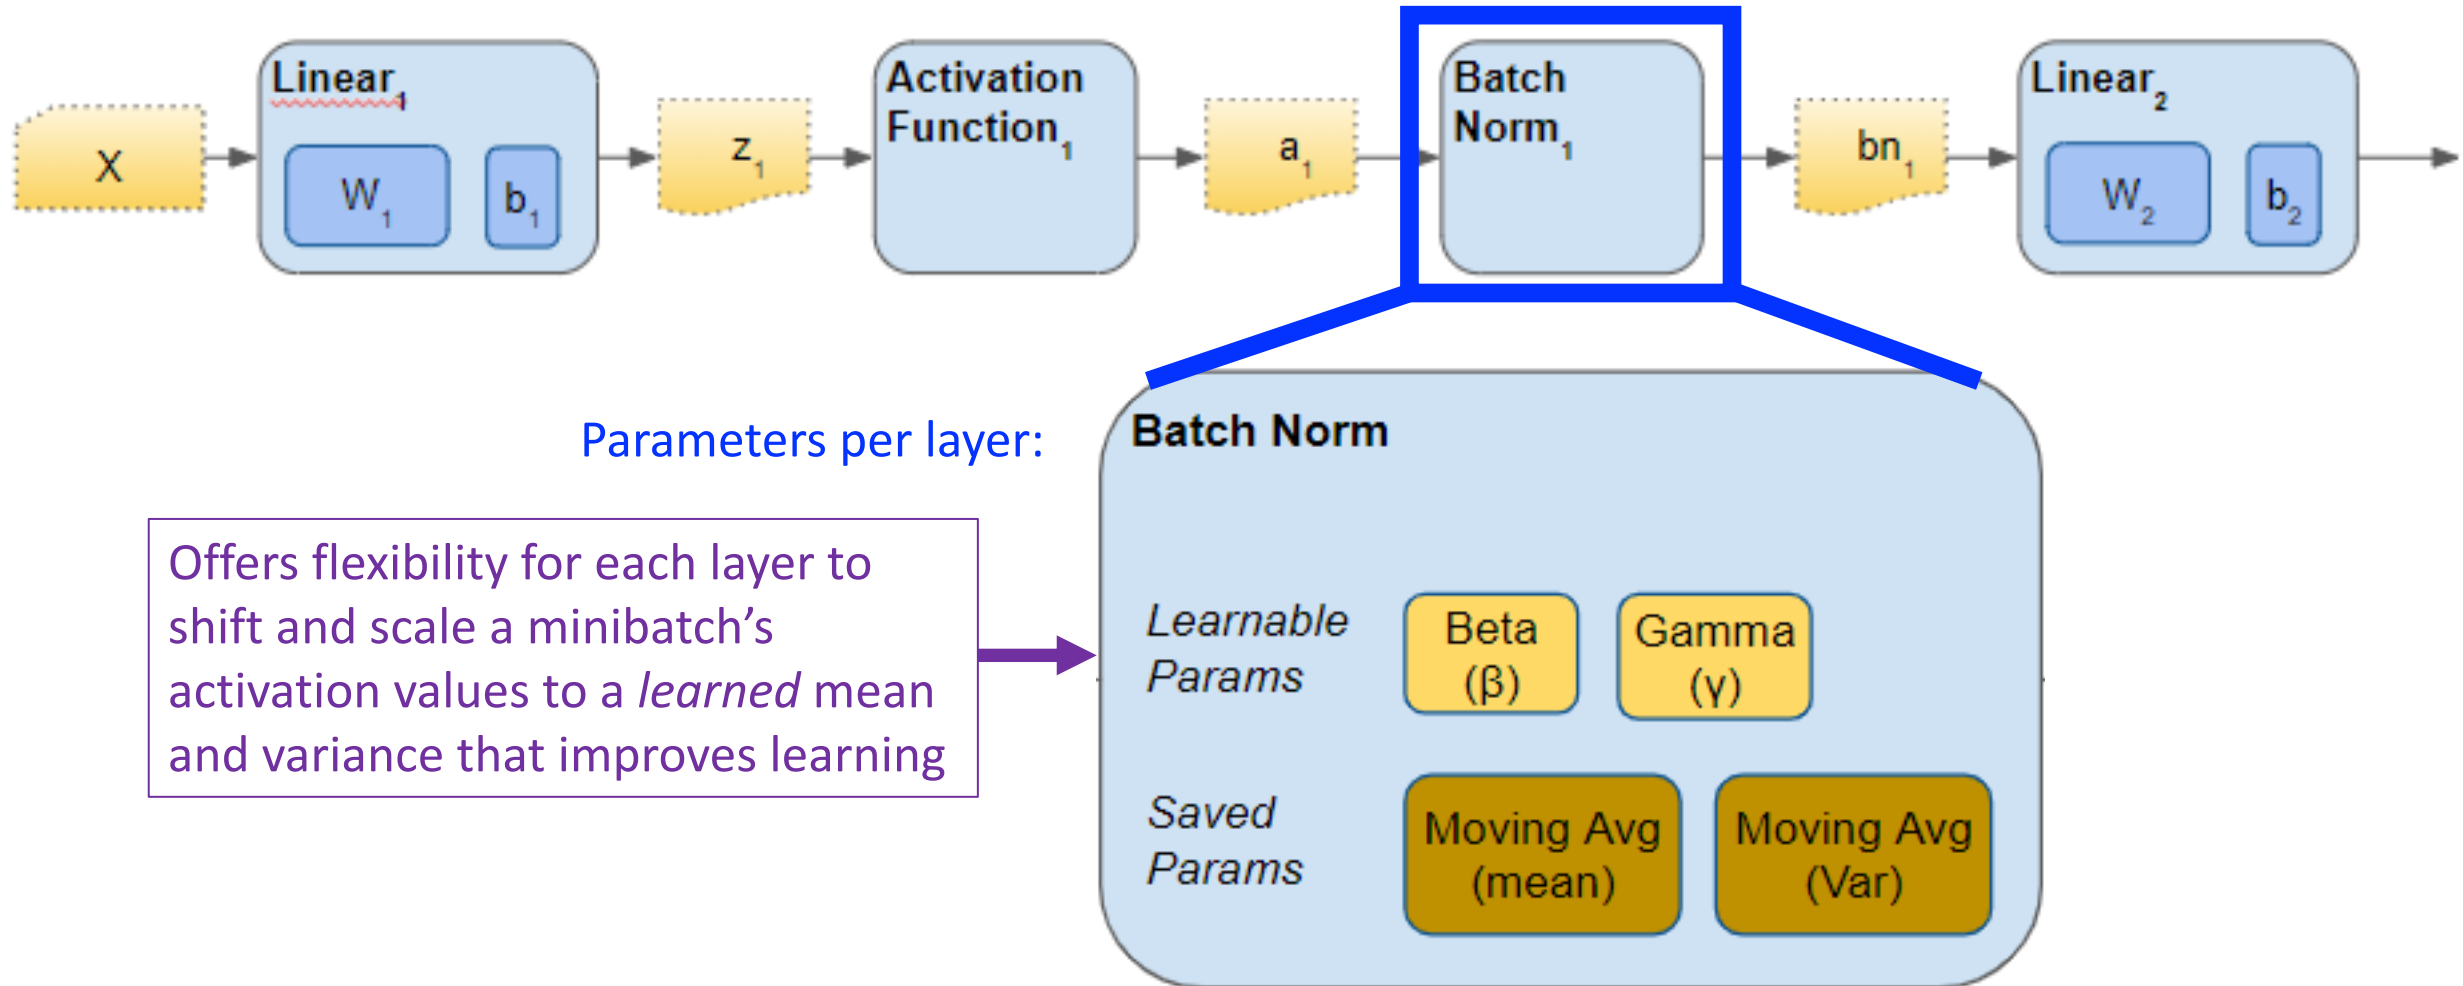 X
Linear1
W1
b1
z1
Activation
Function1
a1
Batch
Norm1
bn1
Linear2
W2
b2
Parameters per layer:
Offers flexibility for each layer to
shift and scale a minibatch’s
activation values to a learned mean
and variance that improves learning
Batch Norm
Learnable
Params
Beta
(β)
Gamma
(γ)
Saved
Params
Moving Avg
(mean)
Moving Avg
(Var)